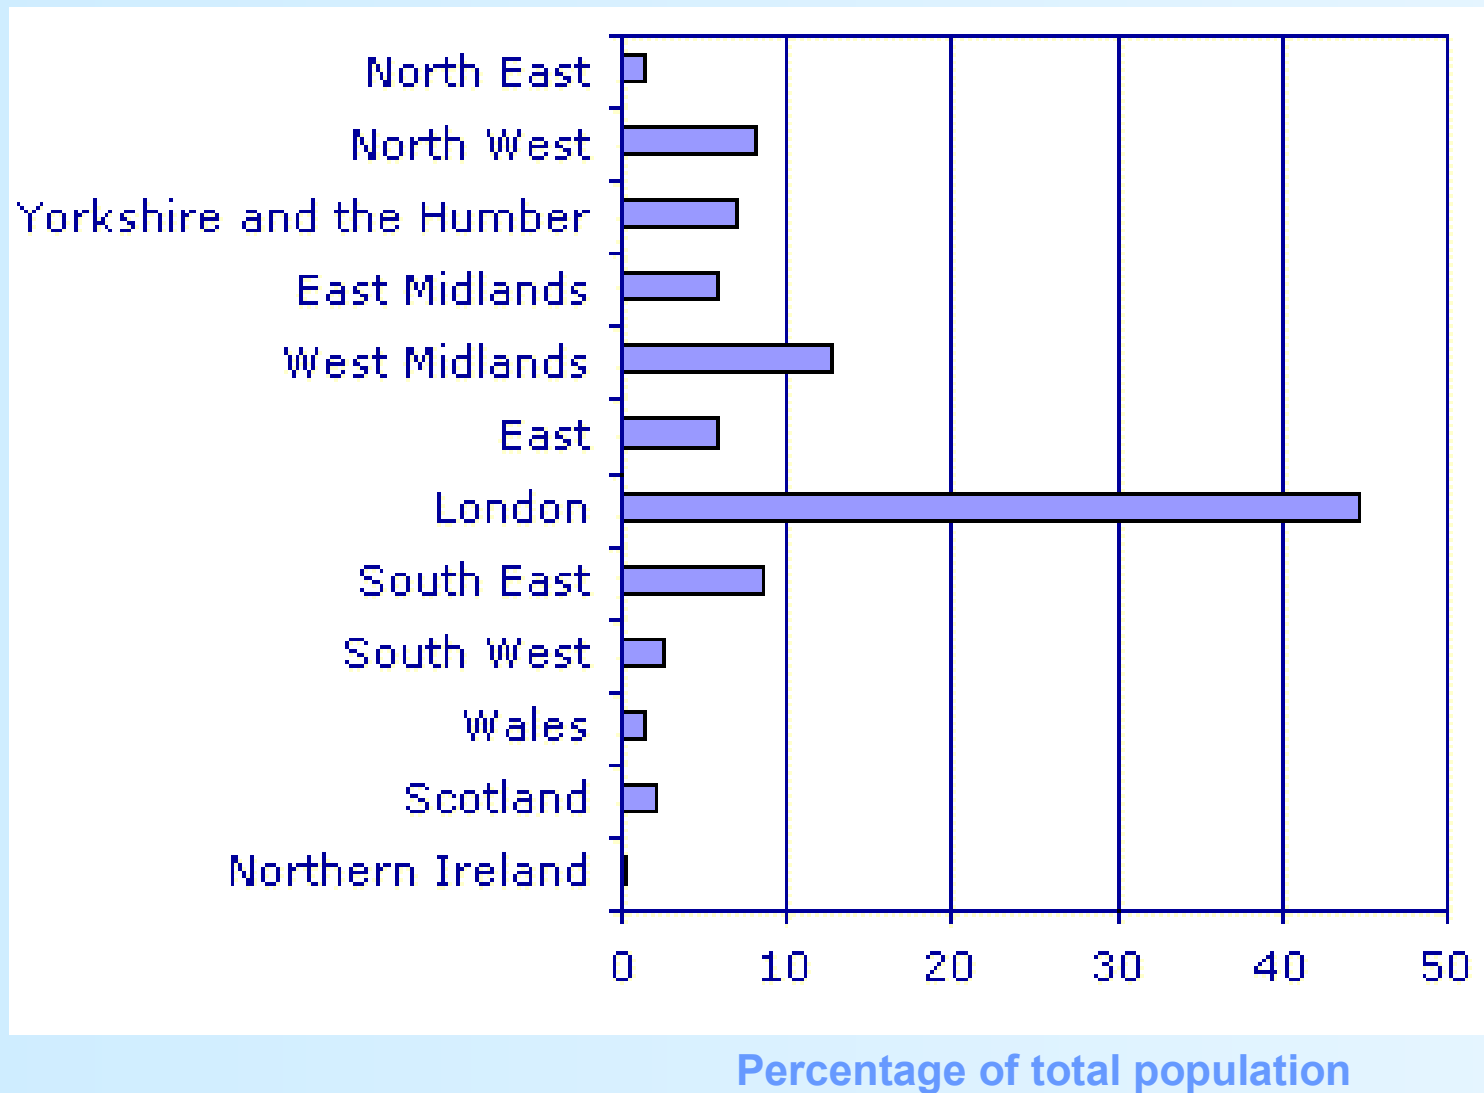 North East
North West
Yorkshire and the Humber
East Midlands
West Midlands
East
London
South East
South West
Wales
Scotland
Northern Ireland
0 10 20 30 40 50
Percentage of total population